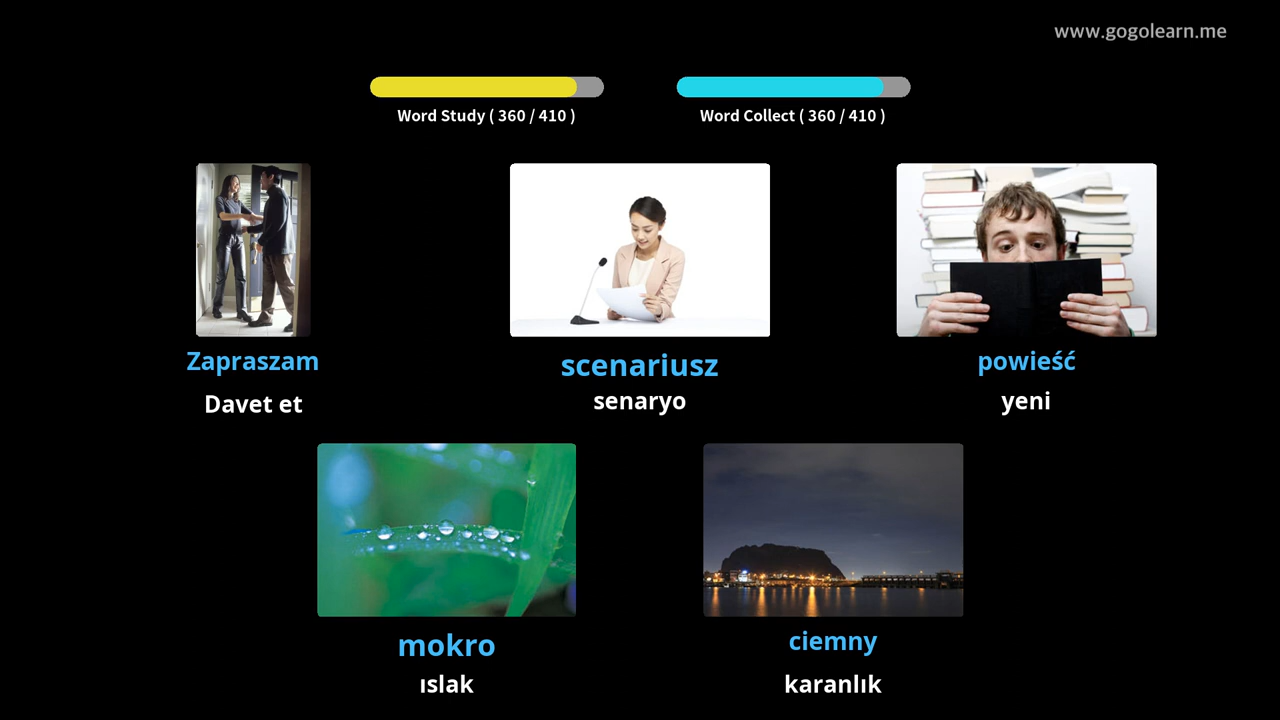 www.gogolearn.me
Word Study ( 360 / 410 )
Word Collect ( 360 / 410 )
Zapraszam
Davet et
scenariusz
senaryo
powieść
yeni
mokro
ıslak
ciemny
karanlık